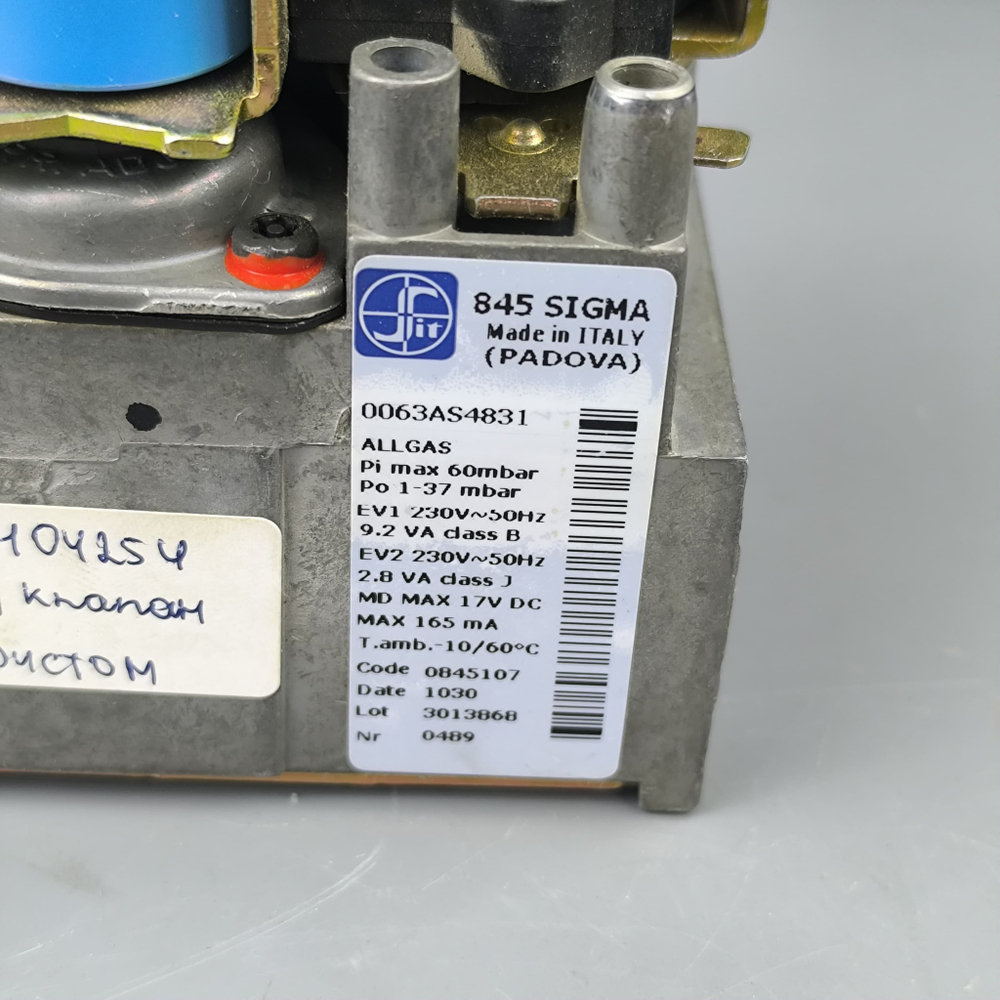 Sit
845 SIGMA
Made in ITALY
(PADOVA)
0063AS4831
ALLGAS
Pi max 60mbar
Po 1-37 mbar
EV1 230V~50Hz
9.2 VA class B
EV2 230V~50Hz
2.8 VA class J
MD MAX 17V DC
MAX 165 mA
T.amb.-10/60°C
Code 0845107
Date 1030
Lot 3013868
Nr 0489
104254
клапан